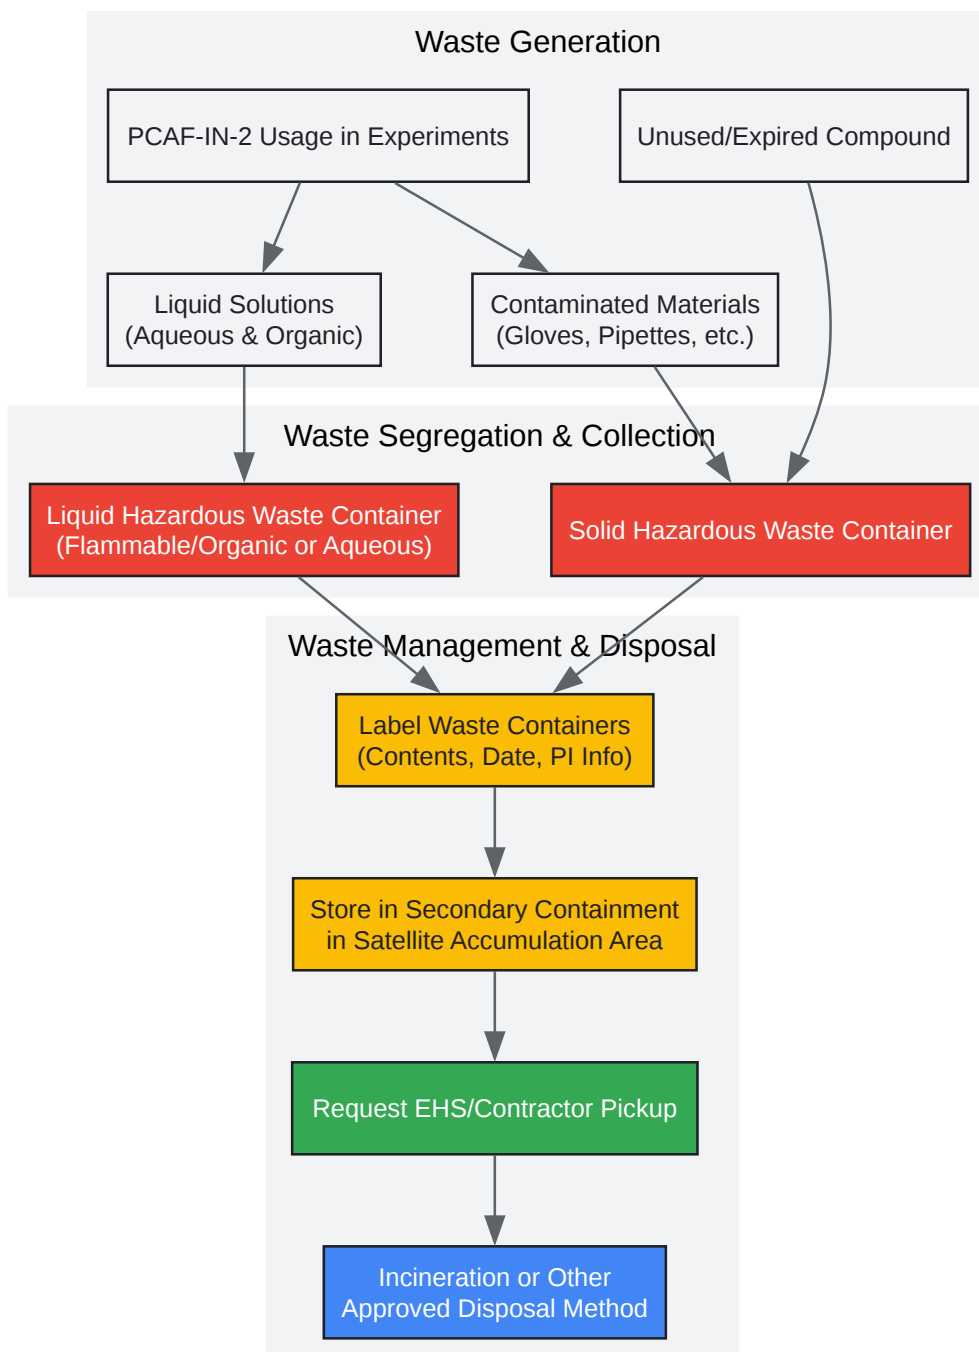 Waste Generation
PCAF-IN-2 Usage in Experiments
Unused/Expired Compound
Liquid Solutions
(Aqueous & Organic)
Contaminated Materials
(Gloves, Pipettes, etc.)
Waste Segregation & Collection
Liquid Hazardous Waste Container
(Flammable/Organic or Aqueous)
Solid Hazardous Waste Container
Waste Management & Disposal
Label Waste Containers
(Contents, Date, PI Info)
Store in Secondary Containment
in Satellite Accumulation Area
Request EHS/Contractor Pickup
Incineration or Other
Approved Disposal Method